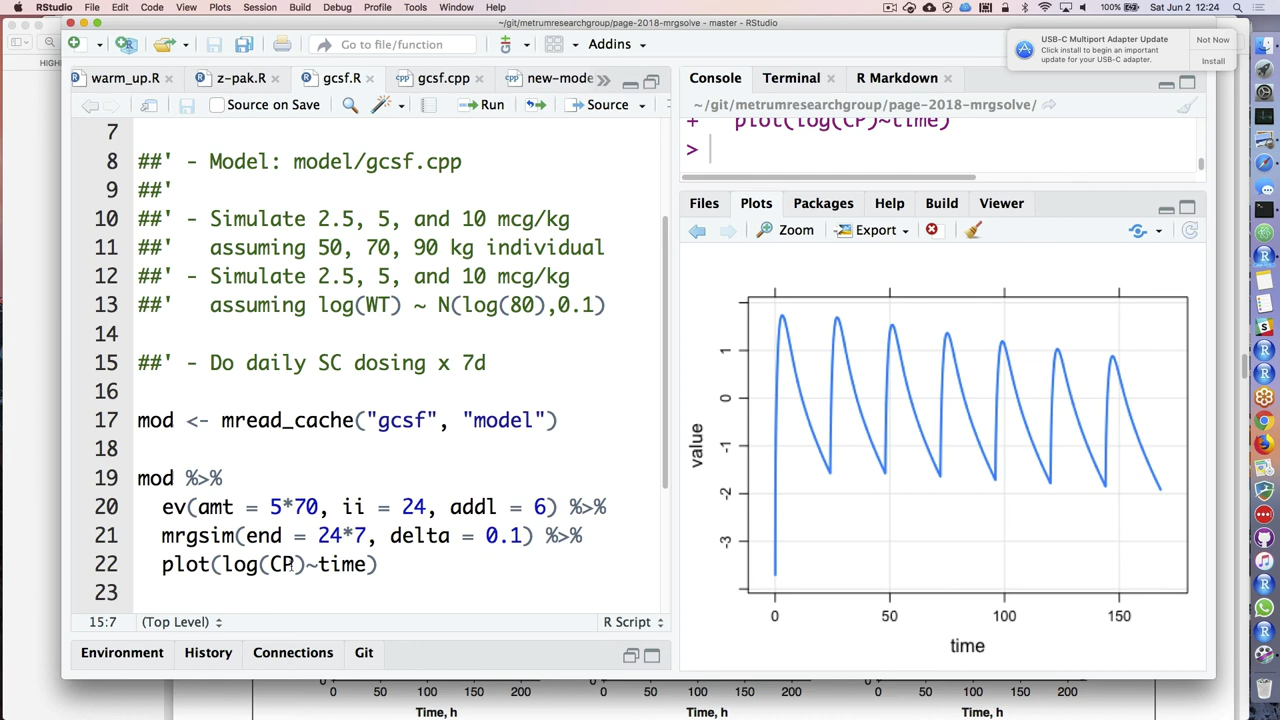 RStudio File Edit Code View Plots Session Build Debug Profile Tools Window Help 100% Sat Jun 2 12:24
~/git/metrumresearchgroup/page-2018-mrgsolve - master - RStudio
USB-C Multiport Adapter Update
Click install to begin an important
update for your USB-C adapter.
Not Now
Install
HIGH
Go to file/function Addins
warm_up.R z-pak.R gcsf.R gcsf.cpp new-mode
Source on Save Run Source
7
8 ##' - Model: model/gcsf.cpp
9 ##'
10 ##' - Simulate 2.5, 5, and 10 mcg/kg
11 ##' assuming 50, 70, 90 kg individual
12 ##' - Simulate 2.5, 5, and 10 mcg/kg
13 ##' assuming log(WT) ~ N(log(80),0.1)
14
15 ##' - Do daily SC dosing x 7d
16
17 mod <- mread_cache("gcsf", "model")
18
19 mod %>%
20 ev(amt = 5*70, ii = 24, addl = 6) %>%
21 mrgsim(end = 24*7, delta = 0.1) %>%
22 plot(log(CP)~time)
23
15:7 (Top Level) R Script
Environment History Connections Git
Console Terminal R Markdown
~/git/metrumresearchgroup/page-2018-mrgsolve/
+ plot(log(CP)~time)
>
Files Plots Packages Help Build Viewer
Zoom Export
1
0
-1
-2
-3
value
0 50 100 150
time
0 50 100 150 200 0 50 100 150 200 0 50 100 150 200
Time, h Time, h Time, h